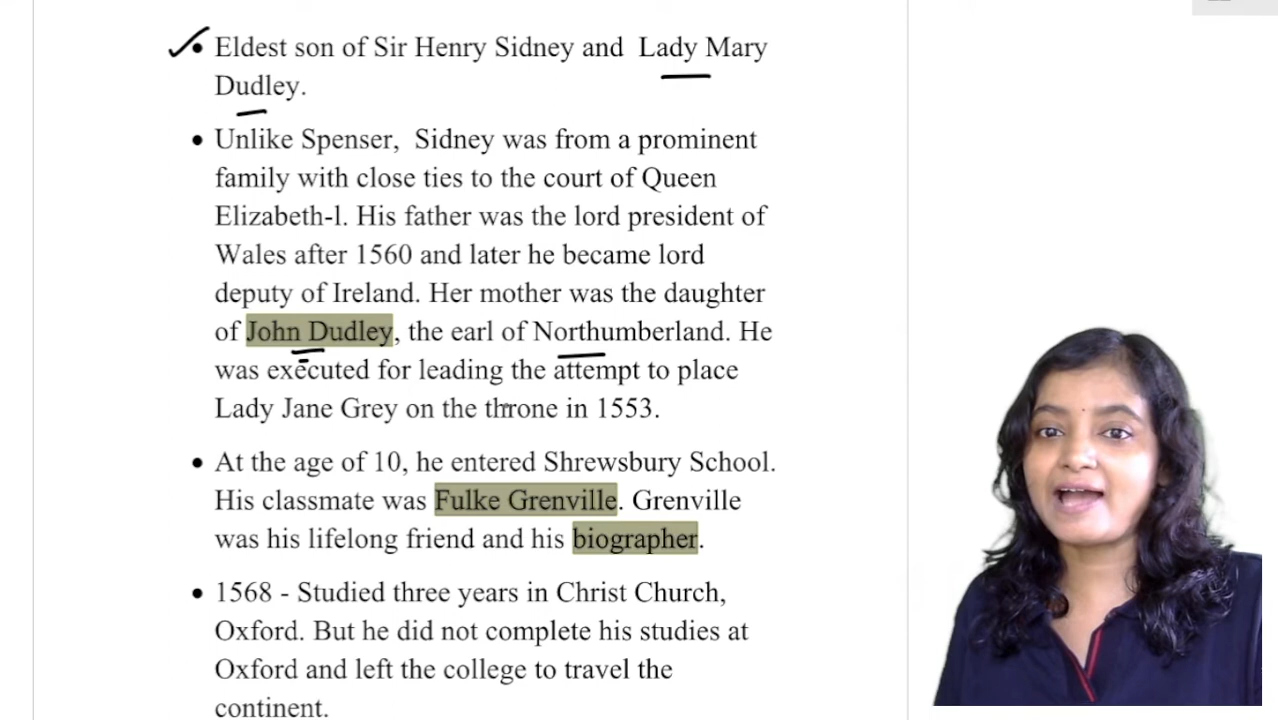 Eldest son of Sir Henry Sidney and Lady Mary
Dudley.
Unlike Spenser, Sidney was from a prominent
family with close ties to the court of Queen
Elizabeth-l. His father was the lord president of
Wales after 1560 and later he became lord
deputy of Ireland. Her mother was the daughter
of John Dudley, the earl of Northumberland. He
was executed for leading the attempt to place
Lady Jane Grey on the throne in 1553.
At the age of 10, he entered Shrewsbury School.
His classmate was Fulke Grenville. Grenville
was his lifelong friend and his biographer.
1568 - Studied three years in Christ Church,
Oxford. But he did not complete his studies at
Oxford and left the college to travel the
continent.